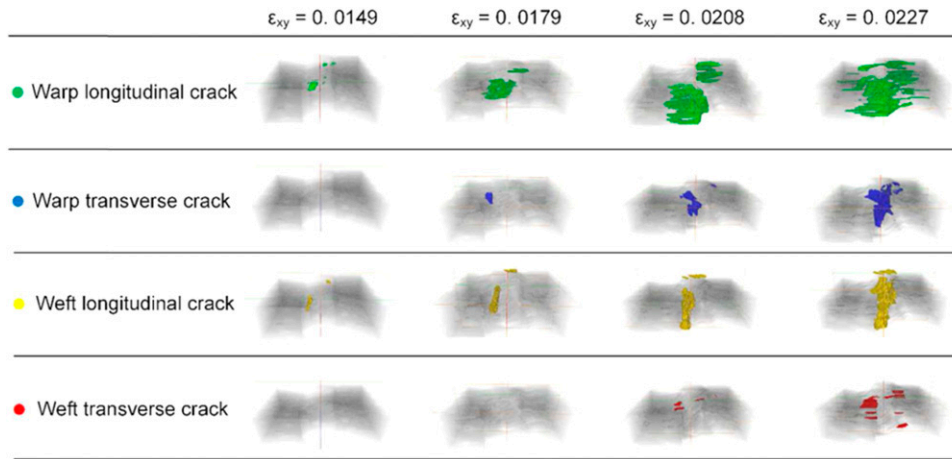 εxy = 0. 0149 εxy = 0. 0179 εxy = 0. 0208 εxy = 0. 0227
Warp longitudinal crack
Warp transverse crack
Weft longitudinal crack
Weft transverse crack